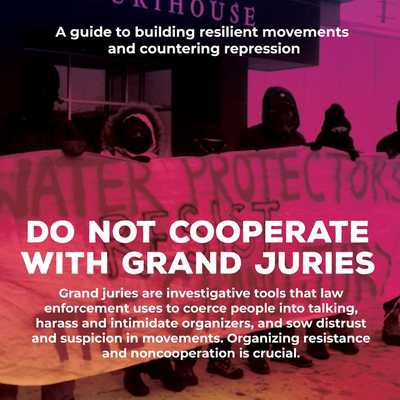 URTHOUSE
A guide to building resilient movements
and countering repression
WATER PROTECTORS
RESIST
DO NOT COOPERATE
WITH GRAND JURIES
Grand juries are investigative tools that law
enforcement uses to coerce people into talking,
harass and intimidate organizers, and sow distrust
and suspicion in movements. Organizing resistance
and noncooperation is crucial.